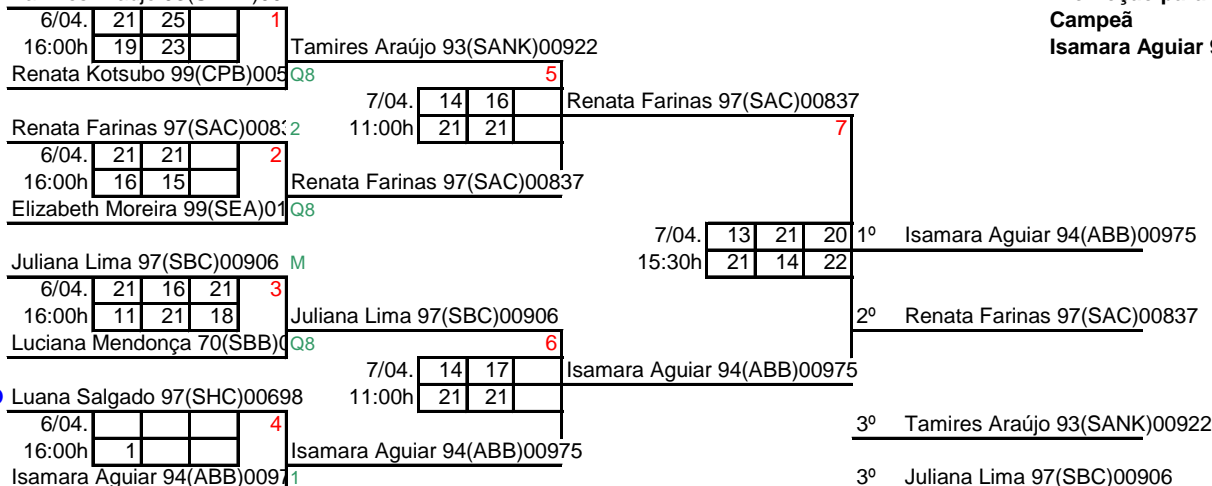 Campeã
6/04. 21 25 1
16:00h 19 23 Tamires Araújo 93(SANK)00922 Isamara Aguiar
Renata Kotsubo 99(CPB)005 Q8 5
7/04. 14 16 Renata Farinas 97(SAC)00837
Renata Farinas 97(SAC)0083 2 11:00h 21 21 7
6/04. 21 21 2
16:00h 16 15 Renata Farinas 97(SAC)00837
Elizabeth Moreira 99(SEA)01 Q8
7/04. 13 21 20 1º Isamara Aguiar 94(ABB)00975
Juliana Lima 97(SBC)00906 M 15:30h 21 14 22
6/04. 21 16 21 3
16:00h 11 21 18 Juliana Lima 97(SBC)00906 2º Renata Farinas 97(SAC)00837
Luciana Mendonça 70(SBB)0 Q8 6
7/04. 14 17 Isamara Aguiar 94(ABB)00975
Luana Salgado 97(SHC)00698 11:00h 21 21
6/04. 4 3º Tamires Araújo 93(SANK)00922
16:00h 1 Isamara Aguiar 94(ABB)00975
Isamara Aguiar 94(ABB)0097 1 3º Juliana Lima 97(SBC)00906